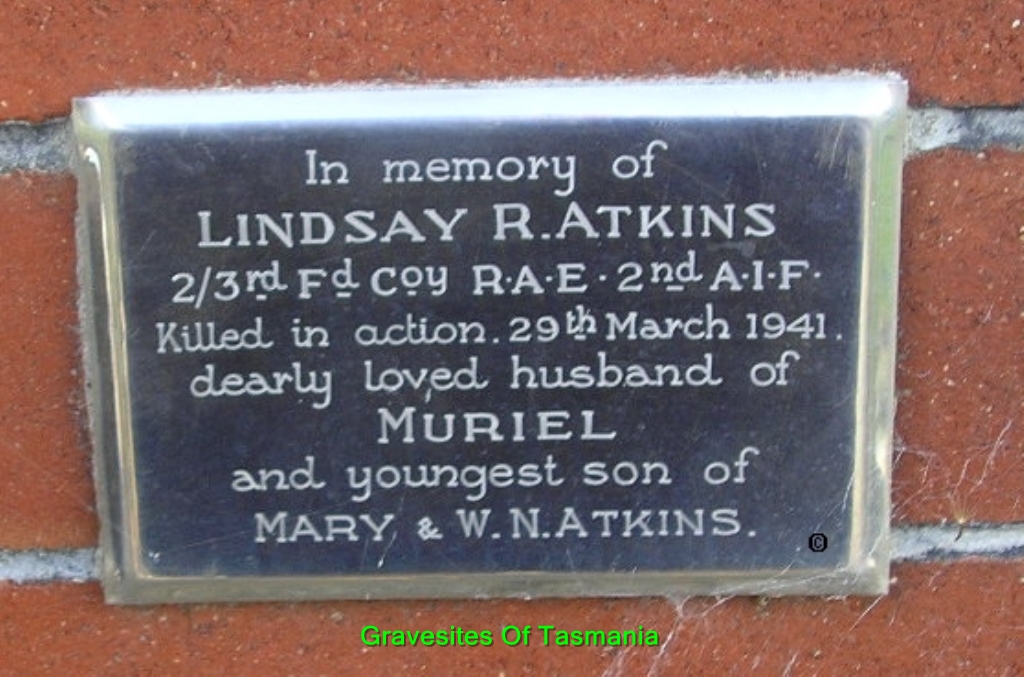 In memory of
LINDSAY R. ATKINS
2/3rd Fd Coy R·A·E· 2nd A·I·F·
Killed in action. 29th March 1941.
dearly loved husband of
MURIEL
and youngest son of
MARY & W.N. ATKINS.
©
Gravesites Of Tasmania